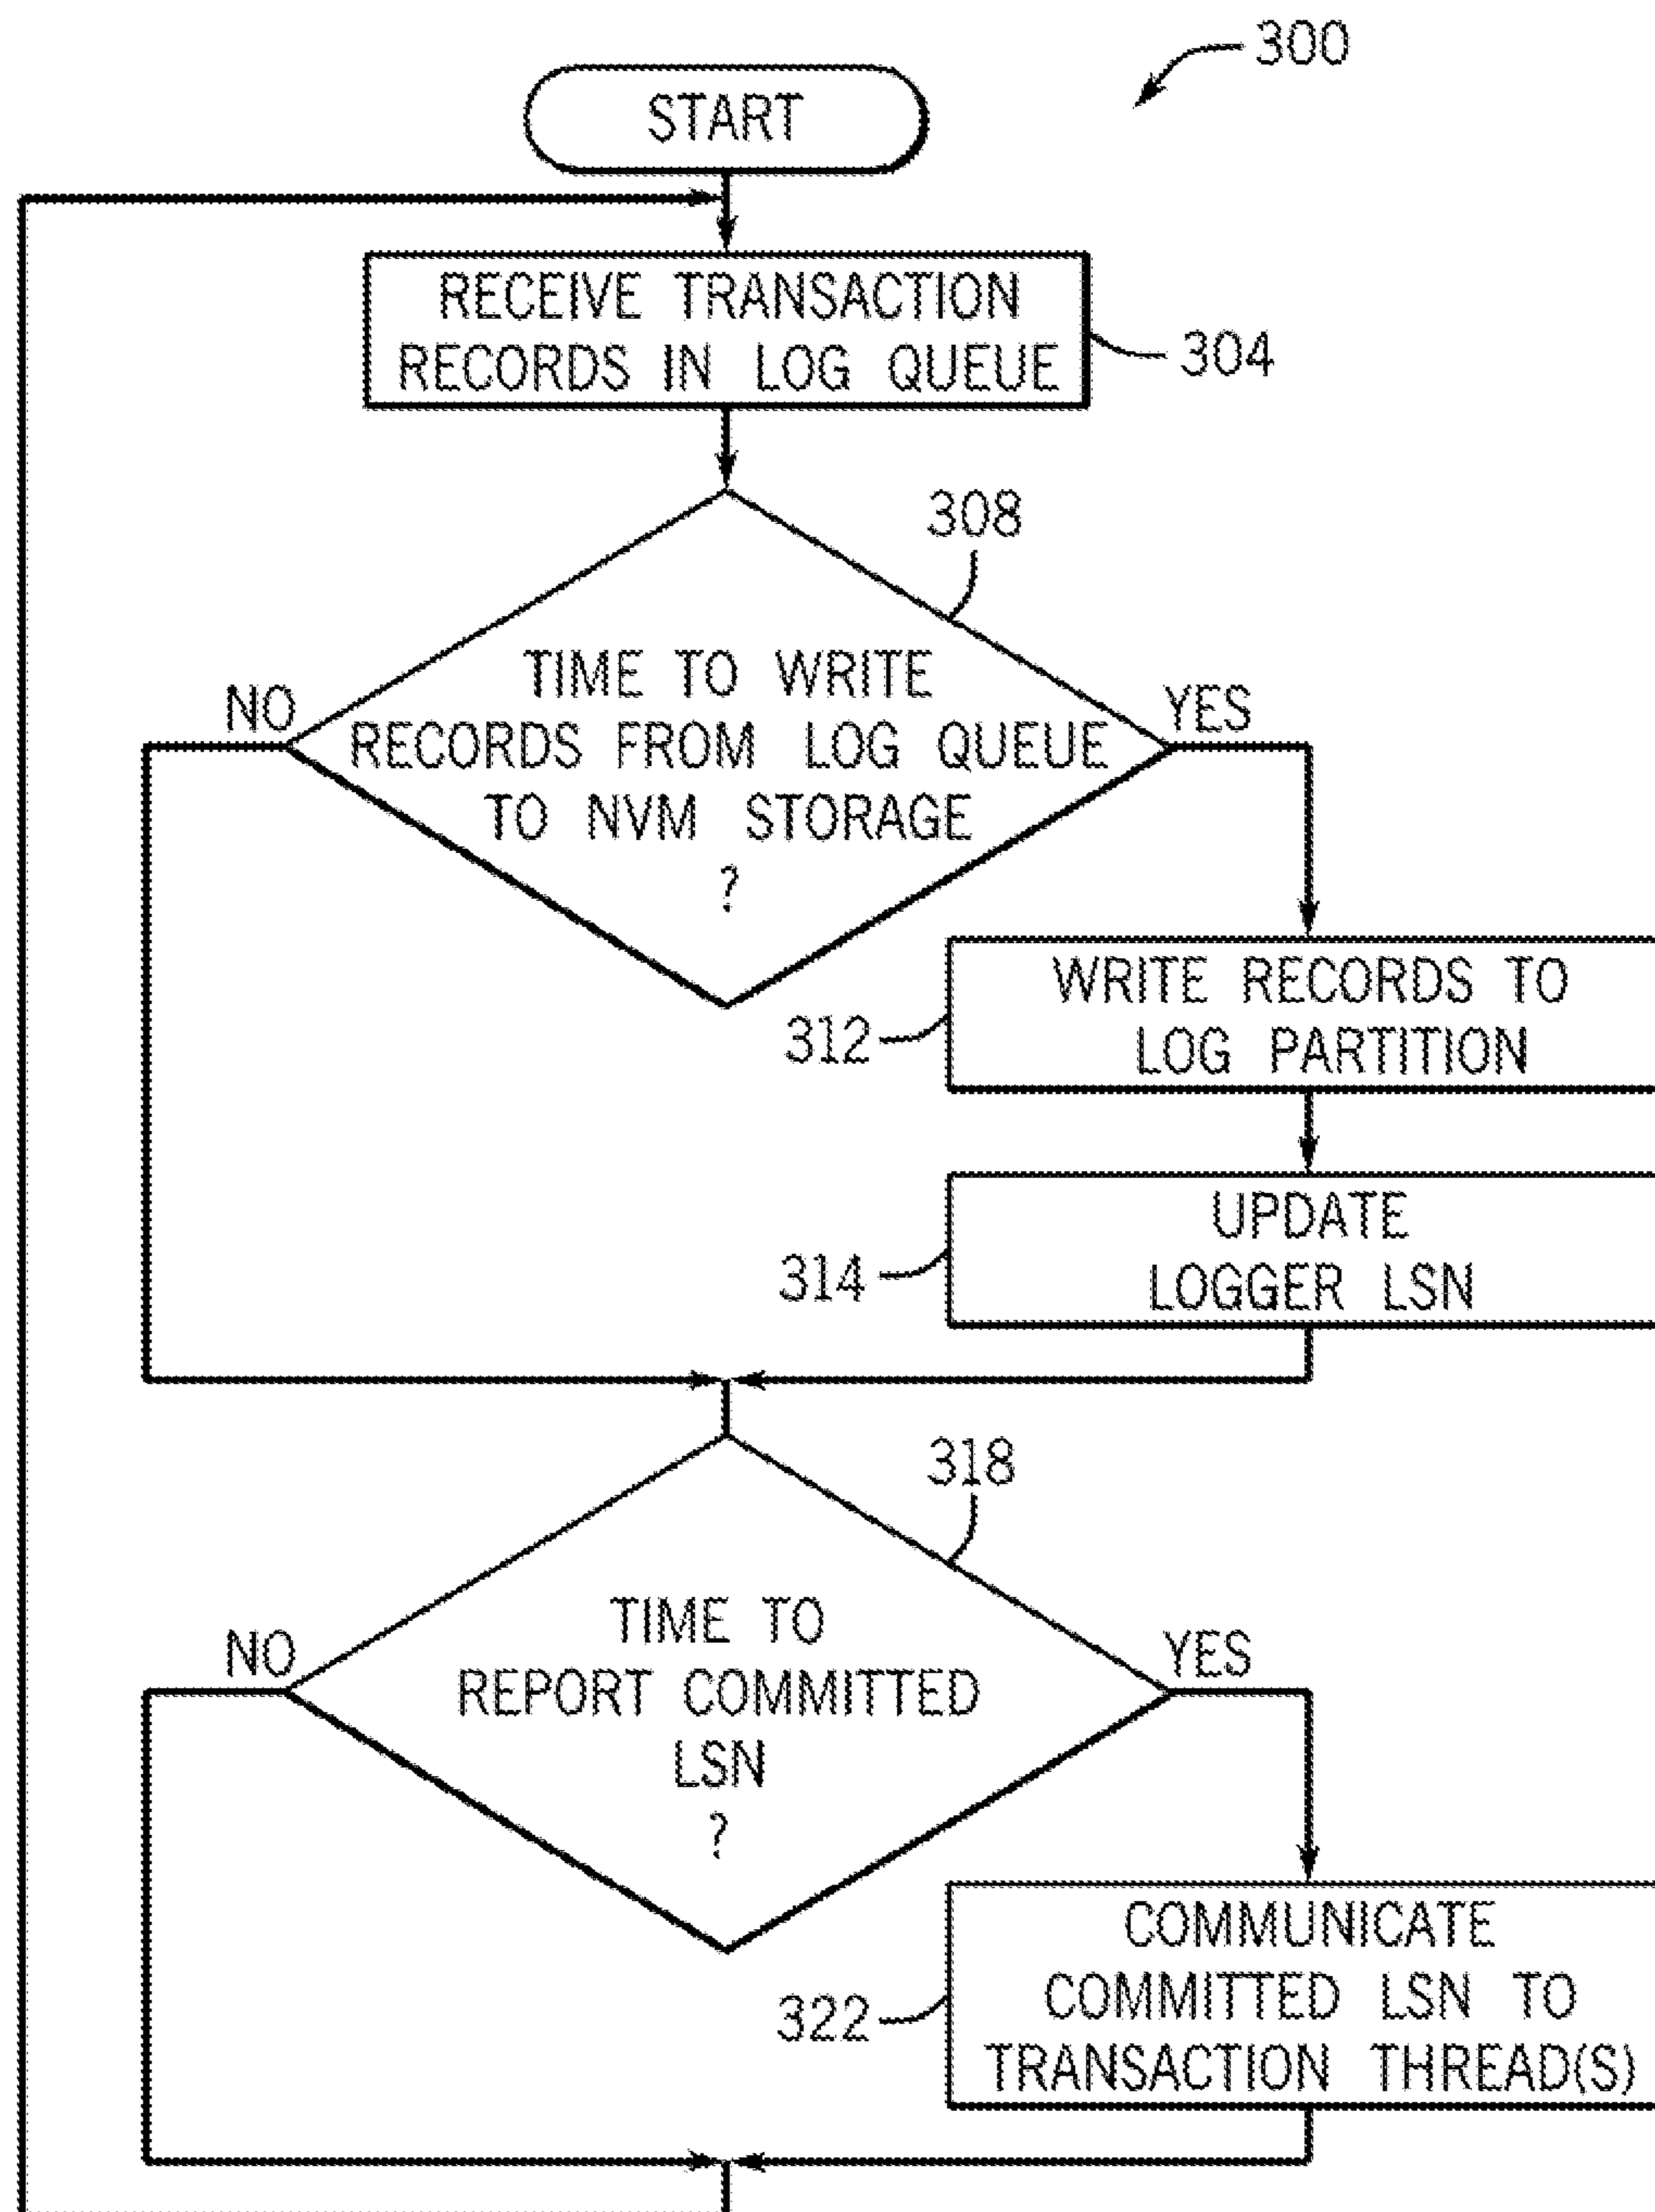 300
START
RECEIVE TRANSACTION
RECORDS IN LOG QUEUE
304
308
TIME TO WRITE
RECORDS FROM LOG QUEUE
TO NVM STORAGE
?
NO
YES
WRITE RECORDS TO
LOG PARTITION
312
UPDATE
LOGGER LSN
314
318
TIME TO
REPORT COMMITTED
LSN
?
NO
YES
COMMUNICATE
COMMITTED LSN TO
TRANSACTION THREAD(S)
322